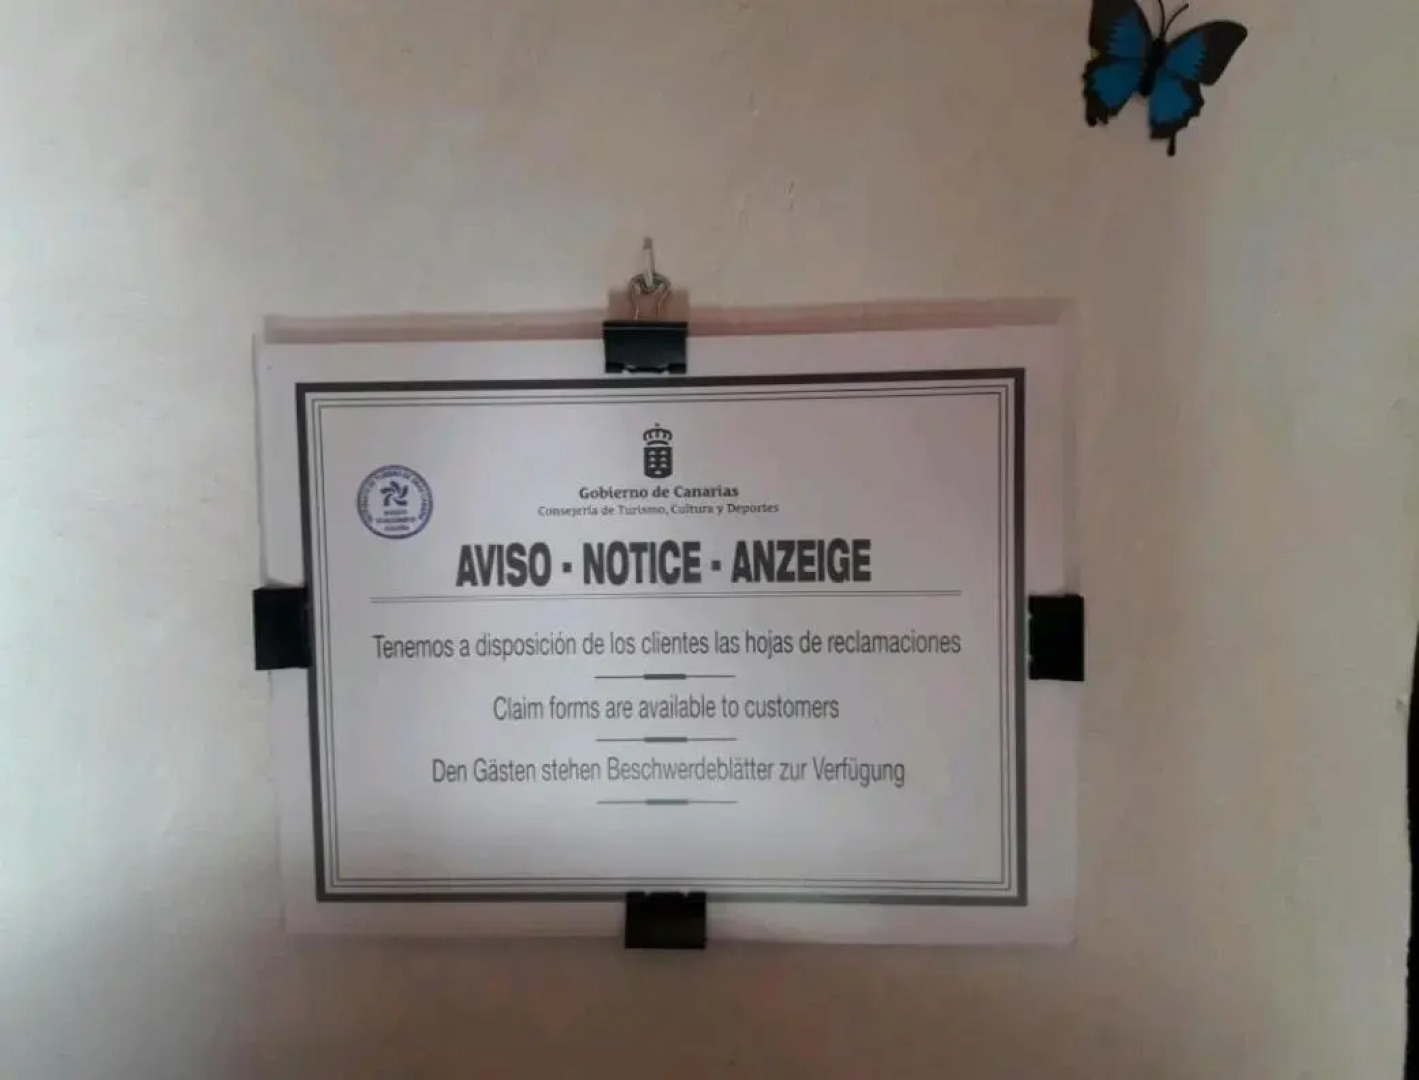 Gobierno de Canarias
Consejería de Turismo, Cultura y Deportes
AVISO - NOTICE - ANZEIGE
Tenemos a disposición de los clientes las hojas de reclamaciones
Claim forms are available to customers
Den Gästen stehen Beschwerdeblätter zur Verfügung